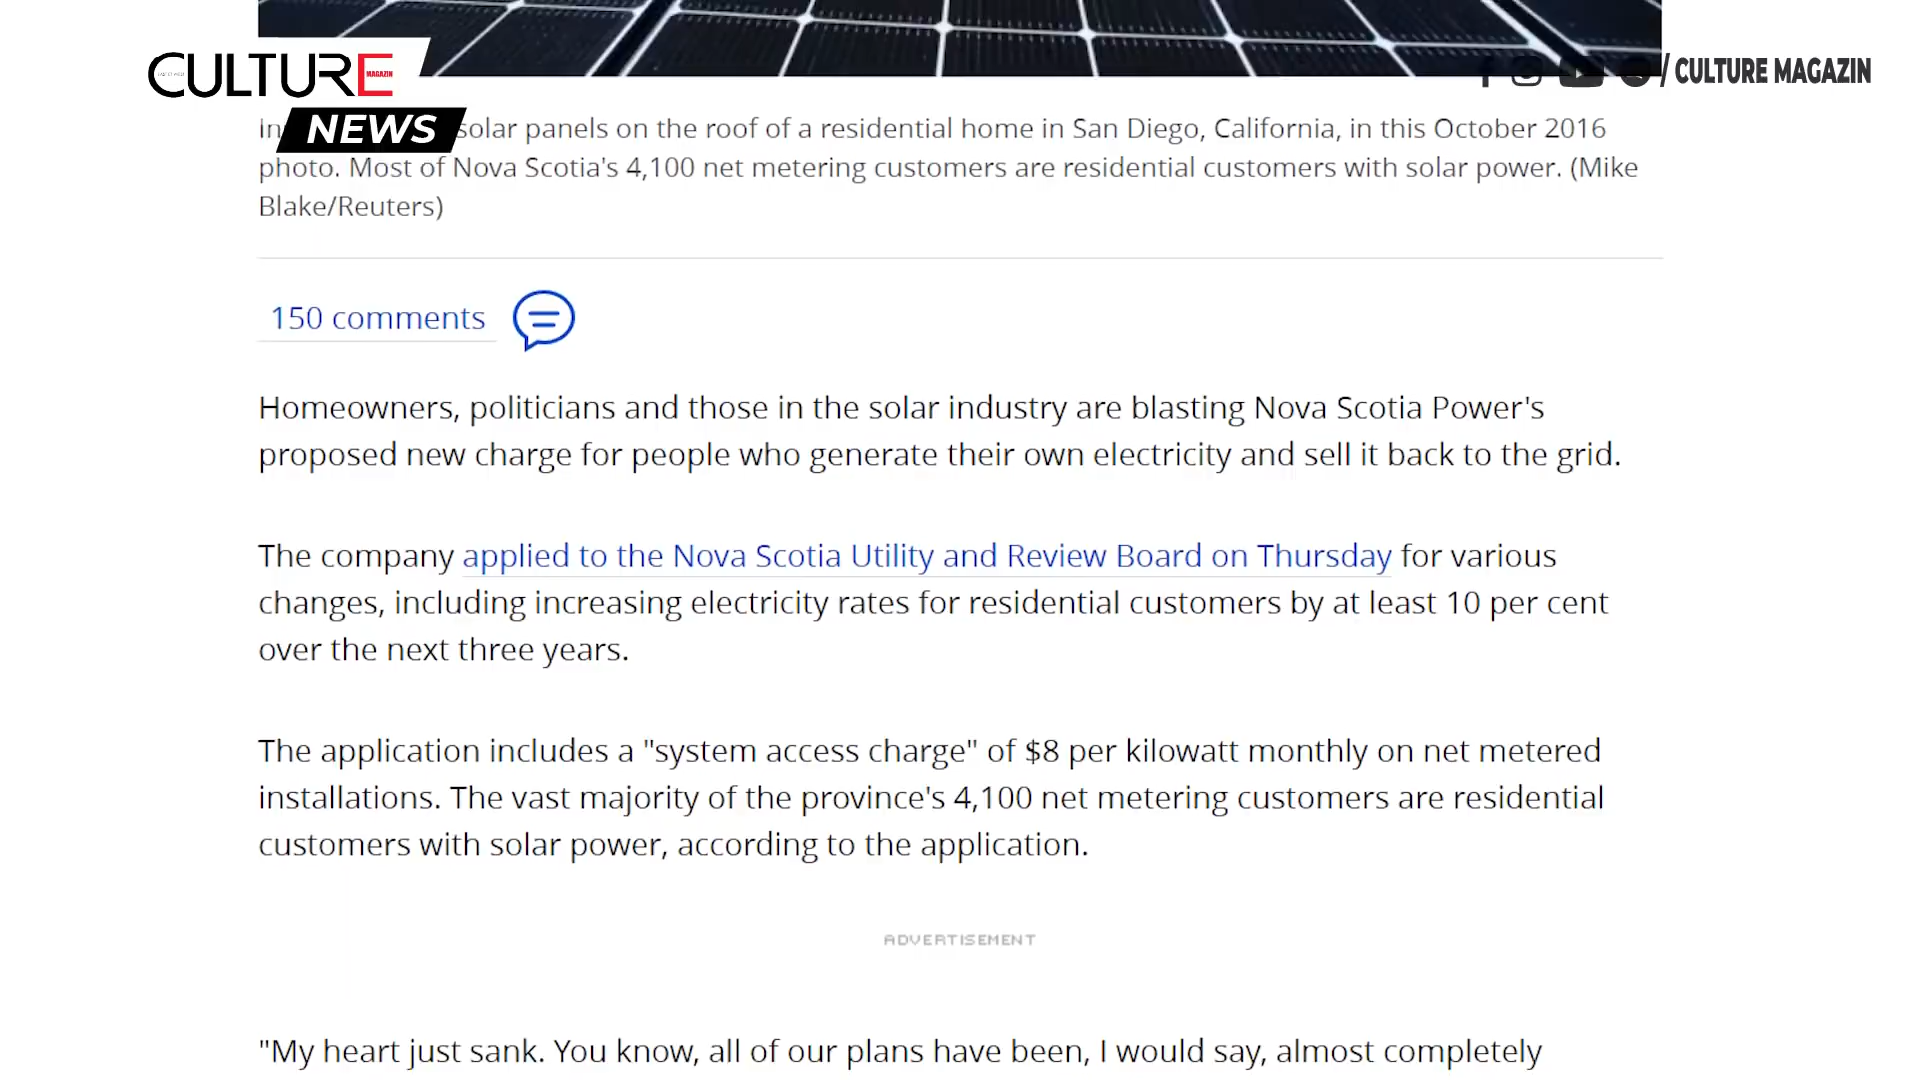 CULTURE
MAGAZIN
NEWS
/ CULTURE MAGAZIN
In solar panels on the roof of a residential home in San Diego, California, in this October 2016
photo. Most of Nova Scotia's 4,100 net metering customers are residential customers with solar power. (Mike
Blake/Reuters)
150 comments
Homeowners, politicians and those in the solar industry are blasting Nova Scotia Power's
proposed new charge for people who generate their own electricity and sell it back to the grid.
The company applied to the Nova Scotia Utility and Review Board on Thursday for various
changes, including increasing electricity rates for residential customers by at least 10 per cent
over the next three years.
The application includes a "system access charge" of $8 per kilowatt monthly on net metered
installations. The vast majority of the province's 4,100 net metering customers are residential
customers with solar power, according to the application.
ADVERTISEMENT
"My heart just sank. You know, all of our plans have been, I would say, almost completely